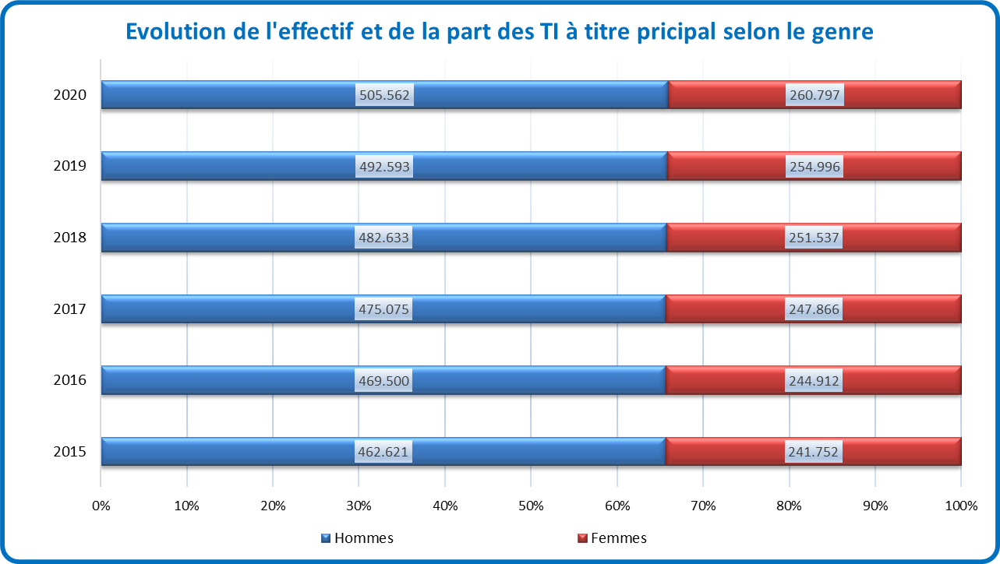 Evolution de l'effectif et de la part des TI à titre pricipal selon le genre
2020 505.562 260.797
2019 492.593 254.996
2018 482.633 251.537
2017 475.075 247.866
2016 469.500 244.912
2015 462.621 241.752
0% 10% 20% 30% 40% 50% 60% 70% 80% 90% 100%
Hommes Femmes